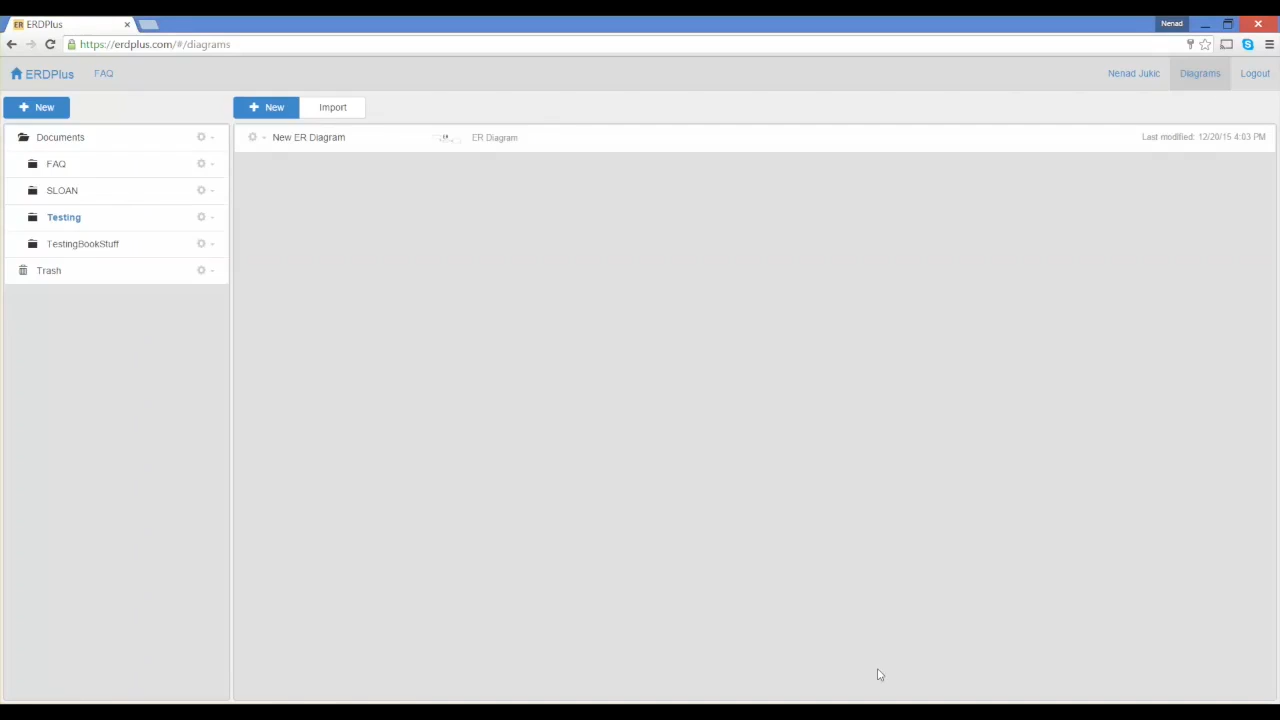 ERDPlus
Nenad
https://erdplus.com/#/diagrams
ERDPlus FAQ Nenad Jukic Diagrams Logout
New New Import
Documents New ER Diagram ER Diagram Last modified: 12/20/15 4:03 PM
FAQ
SLOAN
Testing
TestingBookStuff
Trash